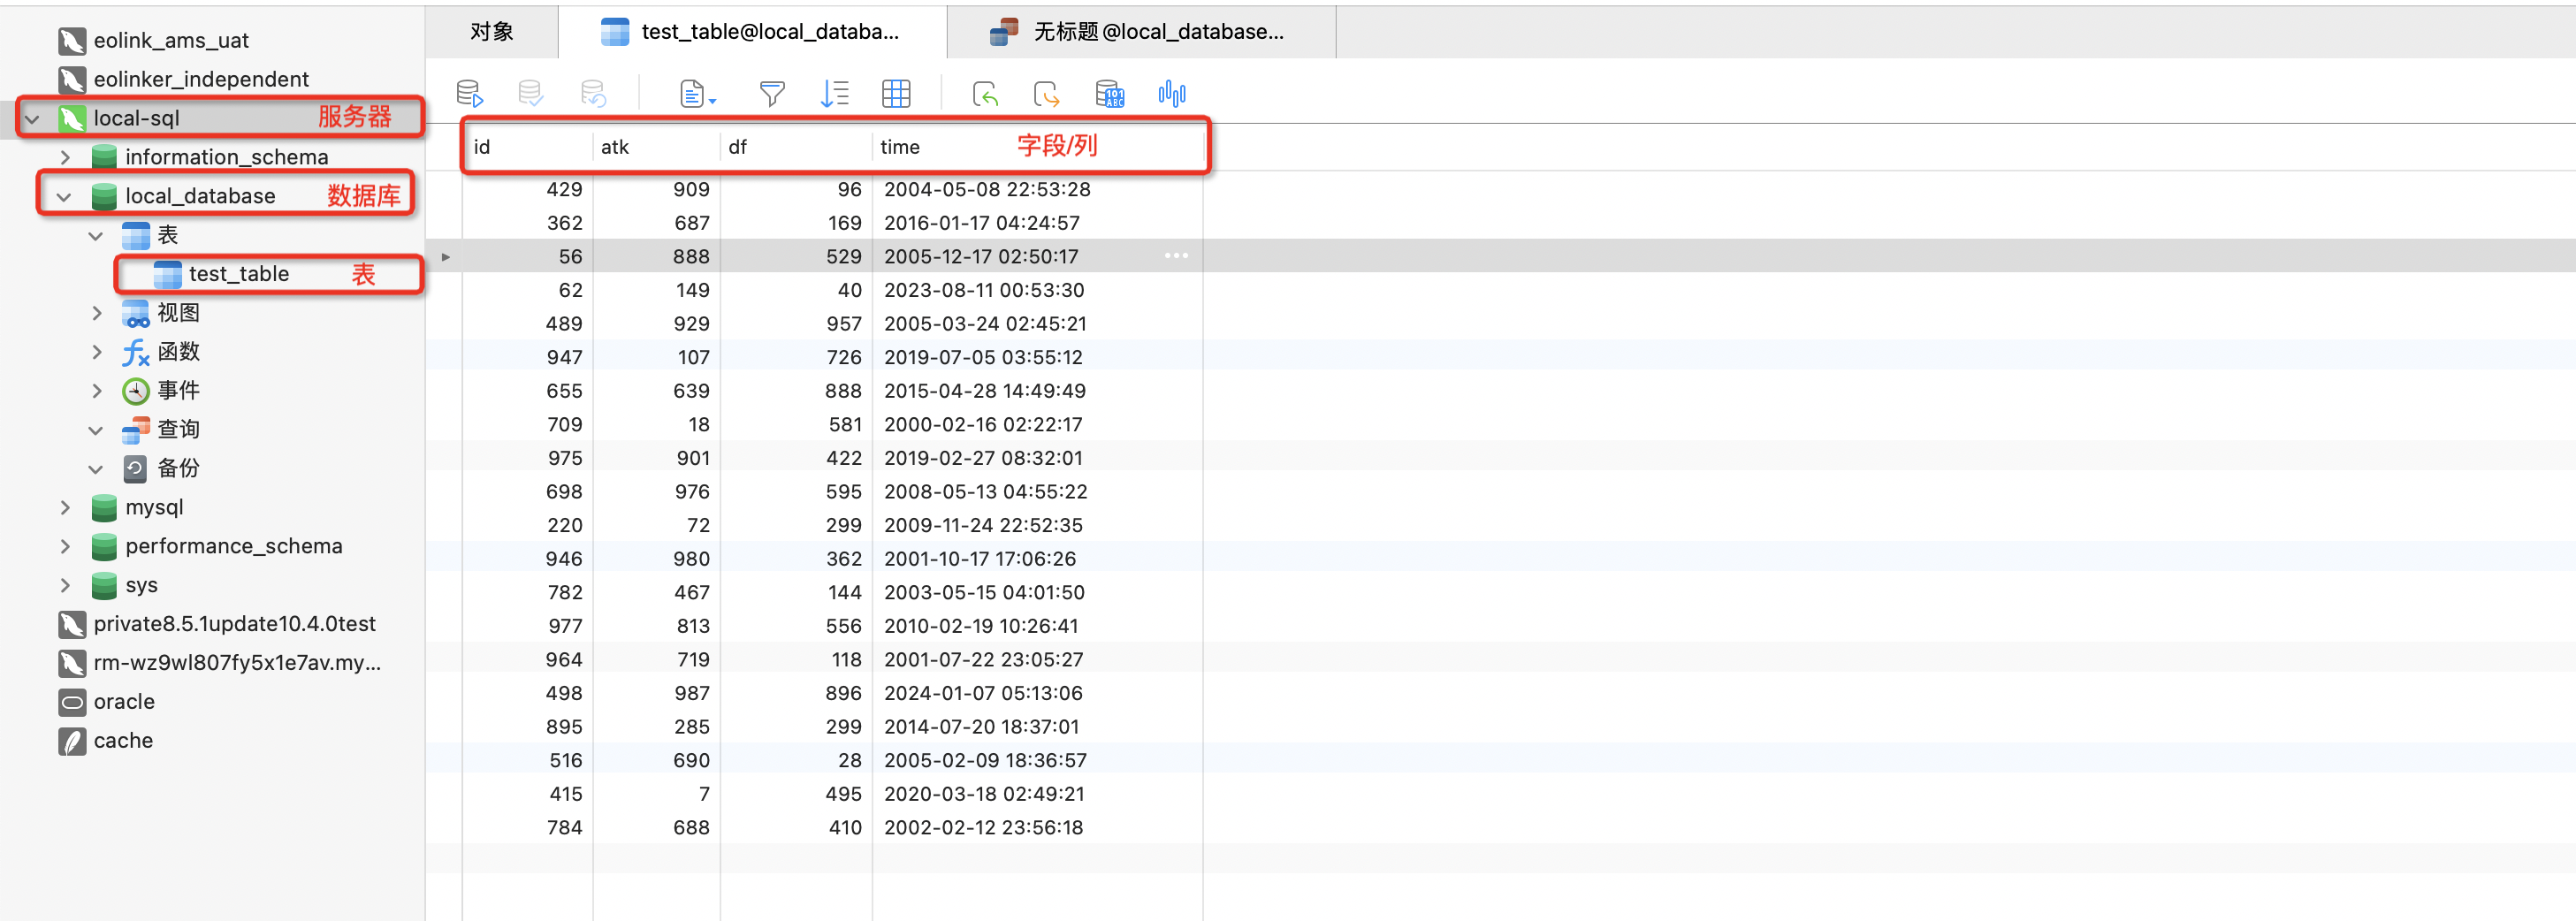 对象
test_table@local_databa...
无标题@local_database...
eolink_ams_uat
eolinker_independent
local-sql 服务器
information_schema
local_database 数据库
表
test_table 表
视图
函数
事件
查询
备份
mysql
performance_schema
sys
private8.5.1update10.4.0test
rm-wz9wl807fy5x1e7av.my...
oracle
cache
id atk df time 字段/列
429 909 96 2004-05-08 22:53:28
362 687 169 2016-01-17 04:24:57
56 888 529 2005-12-17 02:50:17
62 149 40 2023-08-11 00:53:30
489 929 957 2005-03-24 02:45:21
947 107 726 2019-07-05 03:55:12
655 639 888 2015-04-28 14:49:49
709 18 581 2000-02-16 02:22:17
975 901 422 2019-02-27 08:32:01
698 976 595 2008-05-13 04:55:22
220 72 299 2009-11-24 22:52:35
946 980 362 2001-10-17 17:06:26
782 467 144 2003-05-15 04:01:50
977 813 556 2010-02-19 10:26:41
964 719 118 2001-07-22 23:05:27
498 987 896 2024-01-07 05:13:06
895 285 299 2014-07-20 18:37:01
516 690 28 2005-02-09 18:36:57
415 7 495 2020-03-18 02:49:21
784 688 410 2002-02-12 23:56:18